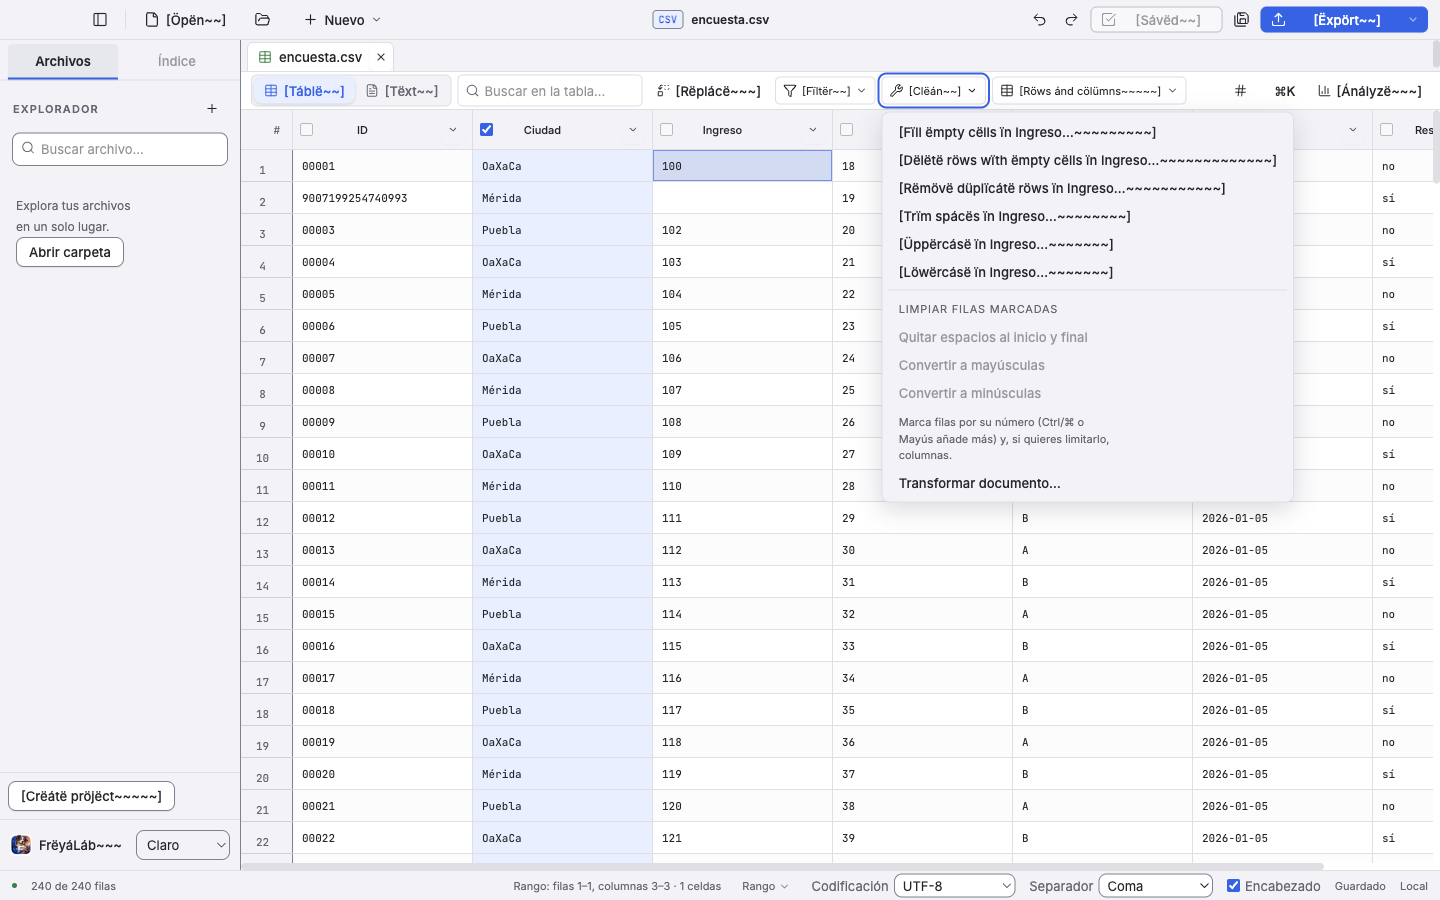 [Öpën~~]
Nuevo
CSV encuesta.csv
[Sávëd~~]
[Ëxpört~~]
Archivos
Índice
encuesta.csv
EXPLORADOR
Buscar archivo...
Explora tus archivos
en un solo lugar.
Abrir carpeta
[Táblë~~]
[Tëxt~~]
Buscar en la tabla...
[Rëplácë~~~]
[Fïltër~~]
[Clëán~~]
[Röws ánd cölümns~~~~~]
#
⌘K
[Ánályzë~~~]
# ID Ciudad Ingreso Res
1 00001 OaXaCa 100 18 no
2 9007199254740993 Mérida 19 sí
3 00003 Puebla 102 20 no
4 00004 OaXaCa 103 21 sí
5 00005 Mérida 104 22 no
6 00006 Puebla 105 23 sí
7 00007 OaXaCa 106 24 no
8 00008 Mérida 107 25 sí
9 00009 Puebla 108 26 no
10 00010 OaXaCa 109 27 sí
11 00011 Mérida 110 28 no
12 00012 Puebla 111 29 B 2026-01-05 sí
13 00013 OaXaCa 112 30 A 2026-01-05 no
14 00014 Mérida 113 31 B 2026-01-05 sí
15 00015 Puebla 114 32 A 2026-01-05 no
16 00016 OaXaCa 115 33 B 2026-01-05 sí
17 00017 Mérida 116 34 A 2026-01-05 no
18 00018 Puebla 117 35 B 2026-01-05 sí
19 00019 OaXaCa 118 36 A 2026-01-05 no
20 00020 Mérida 119 37 B 2026-01-05 sí
21 00021 Puebla 120 38 A 2026-01-05 no
22 00022 OaXaCa 121 39 B 2026-01-05 sí
[Fïll ëmpty cëlls ïn Ingreso...~~~~~~~~~]
[Dëlëtë röws wïth ëmpty cëlls ïn Ingreso...~~~~~~~~~~~~~]
[Rëmövë düplïcátë röws ïn Ingreso...~~~~~~~~~~~]
[Trïm spácës ïn Ingreso...~~~~~~~~]
[Üppërcásë ïn Ingreso...~~~~~~~]
[Löwërcásë ïn Ingreso...~~~~~~~]
LIMPIAR FILAS MARCADAS
Quitar espacios al inicio y final
Convertir a mayúsculas
Convertir a minúsculas
Marca filas por su número (Ctrl/⌘ o
Mayús añade más) y, si quieres limitarlo,
columnas.
Transformar documento...
[Crëátë pröjëct~~~~~]
FrëyáLáb~~~
Claro
240 de 240 filas
Rango: filas 1–1, columnas 3–3 · 1 celdas
Rango
Codificación UTF-8
Separador Coma
Encabezado
Guardado
Local